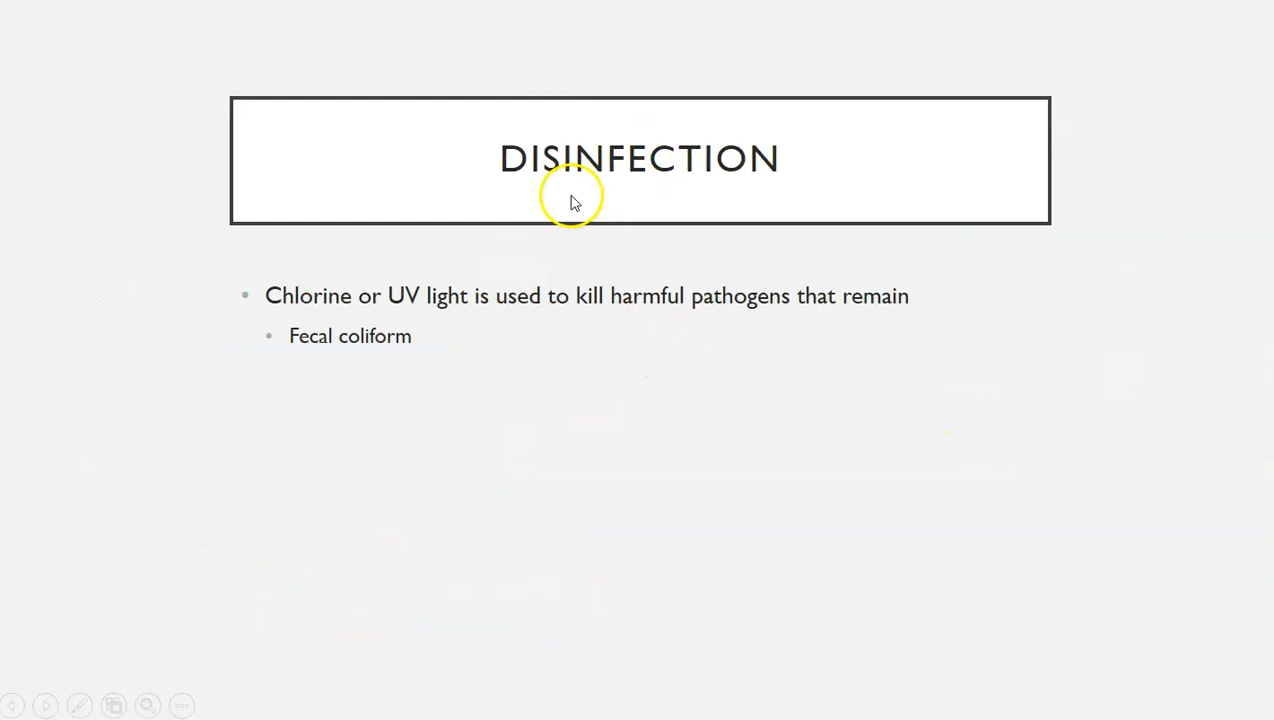 DISINFECTION
• Chlorine or UV light is used to kill harmful pathogens that remain
• Fecal coliform